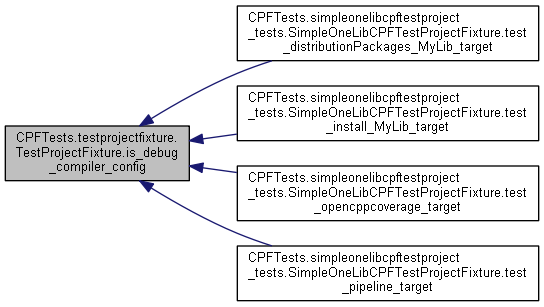 CPFTests.simpleonelibcpftestproject
_tests.SimpleOneLibCPFTestProjectFixture.test
_distributionPackages_MyLib_target
CPFTests.simpleonelibcpftestproject
_tests.SimpleOneLibCPFTestProjectFixture.test
_install_MyLib_target
CPFTests.testprojectfixture.
TestProjectFixture.is_debug
_compiler_config
CPFTests.simpleonelibcpftestproject
_tests.SimpleOneLibCPFTestProjectFixture.test
_opencppcoverage_target
CPFTests.simpleonelibcpftestproject
_tests.SimpleOneLibCPFTestProjectFixture.test
_pipeline_target